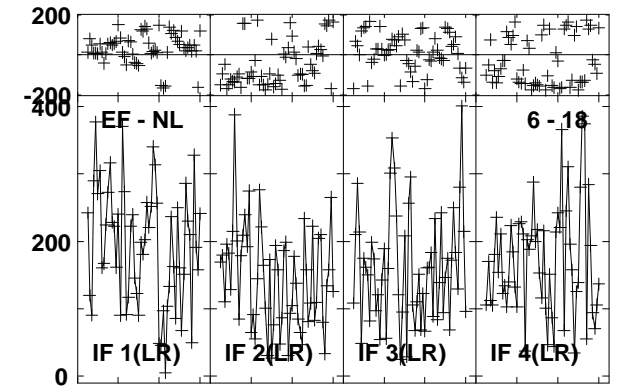 200
-200
400
EF - NL
6 - 18
200
IF 1(LR)
IF 2(LR)
IF 3(LR)
IF 4(LR)
0